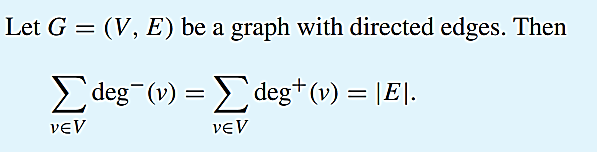 Let G = (V, E) be a graph with directed edges. Then
∑ deg⁻(v) = ∑ deg⁺(v) = |E|.
v∈V v∈V